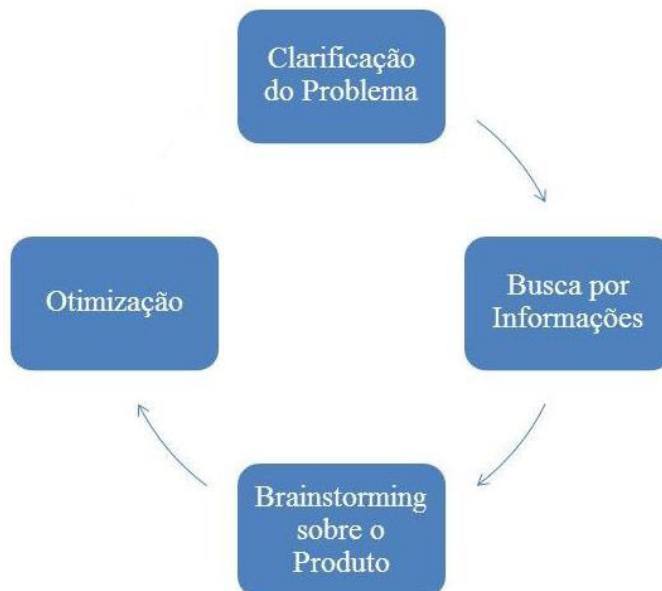 Clarificação
do Problema
Busca por
Informações
Brainstorming
sobre o
Produto
Otimização